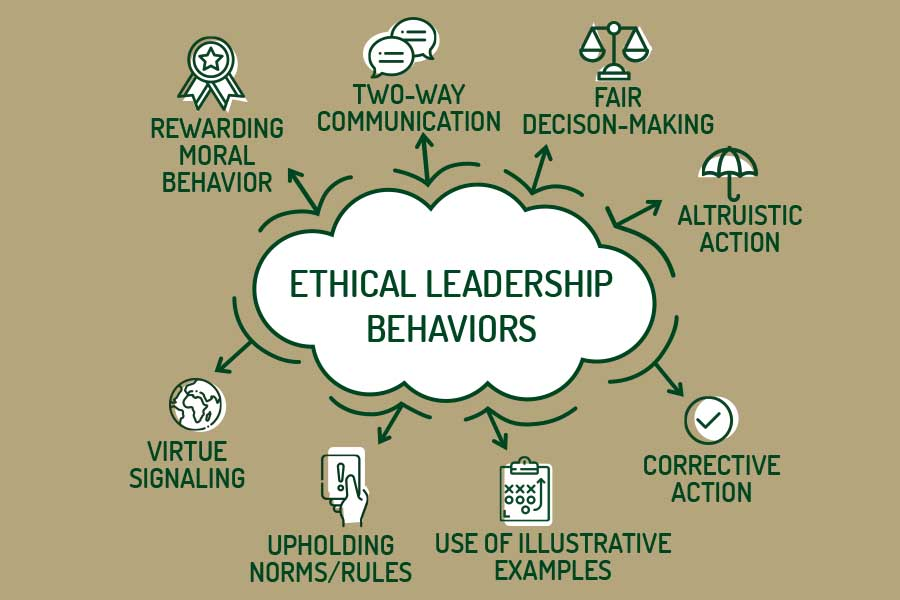 REWARDING
MORAL
BEHAVIOR
TWO-WAY
COMMUNICATION
FAIR
DECISON-MAKING
ALTRUISTIC
ACTION
ETHICAL LEADERSHIP
BEHAVIORS
VIRTUE
SIGNALING
UPHOLDING
NORMS/RULES
USE OF ILLUSTRATIVE
EXAMPLES
CORRECTIVE
ACTION